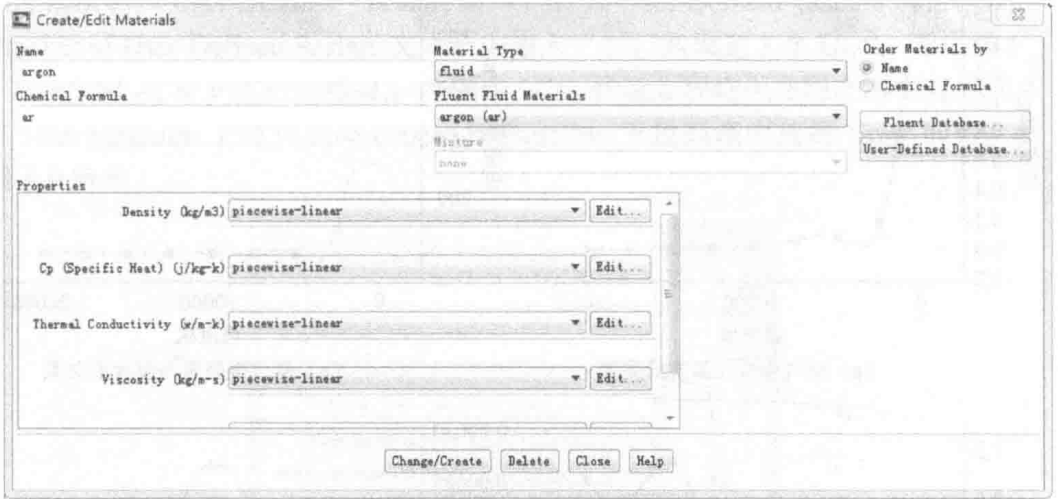 Create/Edit Materials
Name
argon
Chemical Formula
ar
Material Type
fluid
Fluent Fluid Materials
argon (ar)
Mixture
none
Order Materials by
Name
Chemical Formula
Fluent Database...
User-Defined Database...
Properties
Density (kg/m3) piecewise-linear Edit...
Cp (Specific Heat) (j/kg-k) piecewise-linear Edit...
Thermal Conductivity (w/m-k) piecewise-linear Edit...
Viscosity (kg/m-s) piecewise-linear Edit...
Change/Create Delete Close Help